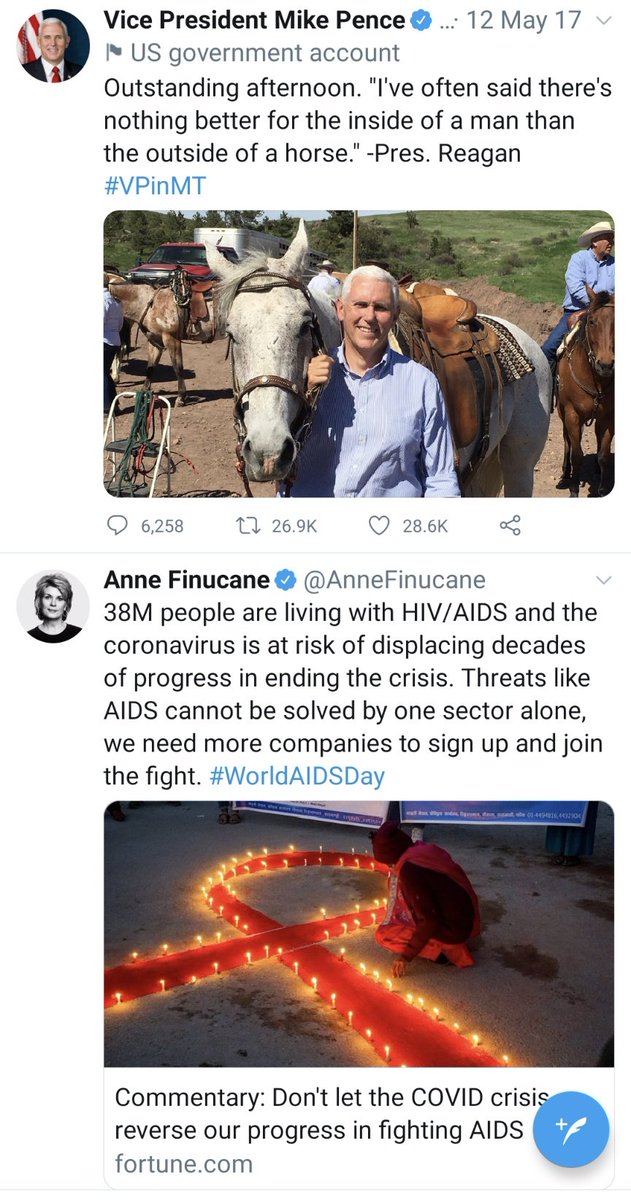 Vice President Mike Pence ...· 12 May 17
US government account
Outstanding afternoon. "I've often said there's
nothing better for the inside of a man than
the outside of a horse." -Pres. Reagan
#VPinMT
6,258 26.9K 28.6K
Anne Finucane @AnneFinucane
38M people are living with HIV/AIDS and the
coronavirus is at risk of displacing decades
of progress in ending the crisis. Threats like
AIDS cannot be solved by one sector alone,
we need more companies to sign up and join
the fight. #WorldAIDSDay
Commentary: Don't let the COVID crisis
reverse our progress in fighting AIDS
fortune.com